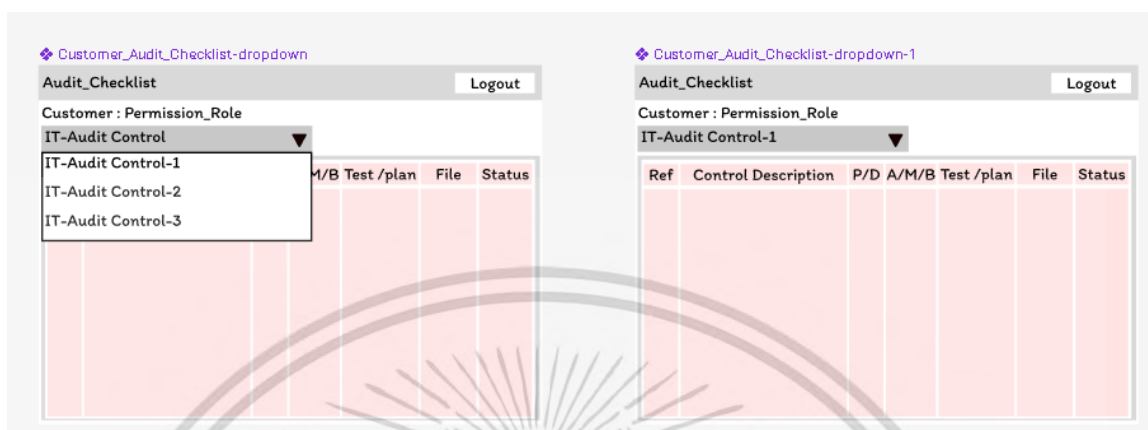 Customer_Audit_Checklist-dropdown
Audit_Checklist Logout
Customer : Permission_Role
IT-Audit Control
IT-Audit Control-1
IT-Audit Control-2
IT-Audit Control-3
M/B Test /plan File Status
Customer_Audit_Checklist-dropdown-1
Audit_Checklist Logout
Customer : Permission_Role
IT-Audit Control-1
Ref Control Description P/D A/M/B Test /plan File Status